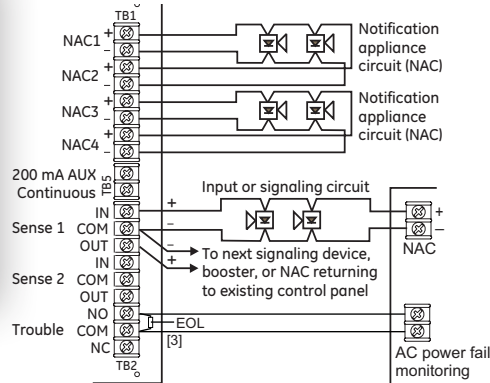 TB1
NAC1 + –
NAC2 + –
NAC3 + –
NAC4 + –
Notification
appliance
circuit (NAC)
Notification
appliance
circuit (NAC)
200 mA AUX
Continuous
TB5
Input or signaling circuit
Sense 1
IN
COM
OUT
+
–
–
+
To next signaling device,
booster, or NAC returning
to existing control panel
+
–
NAC
Sense 2
IN
COM
OUT
Trouble
NO
COM
NC
EOL
[3]
TB2
AC power fail
monitoring